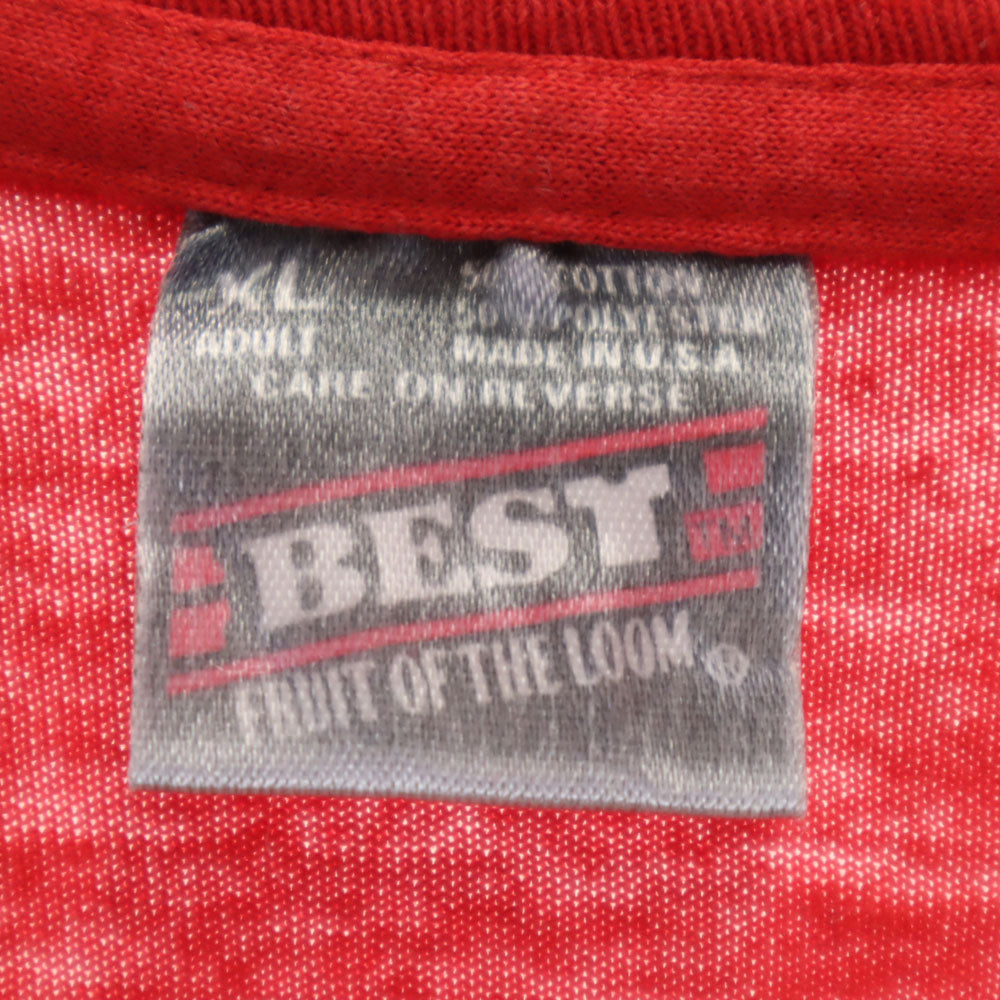 XL
COTTON
POLYESTER
ADULT
MADE IN U.S.A.
CARE ON REVERSE
BEST
FRUIT OF THE LOOM ®